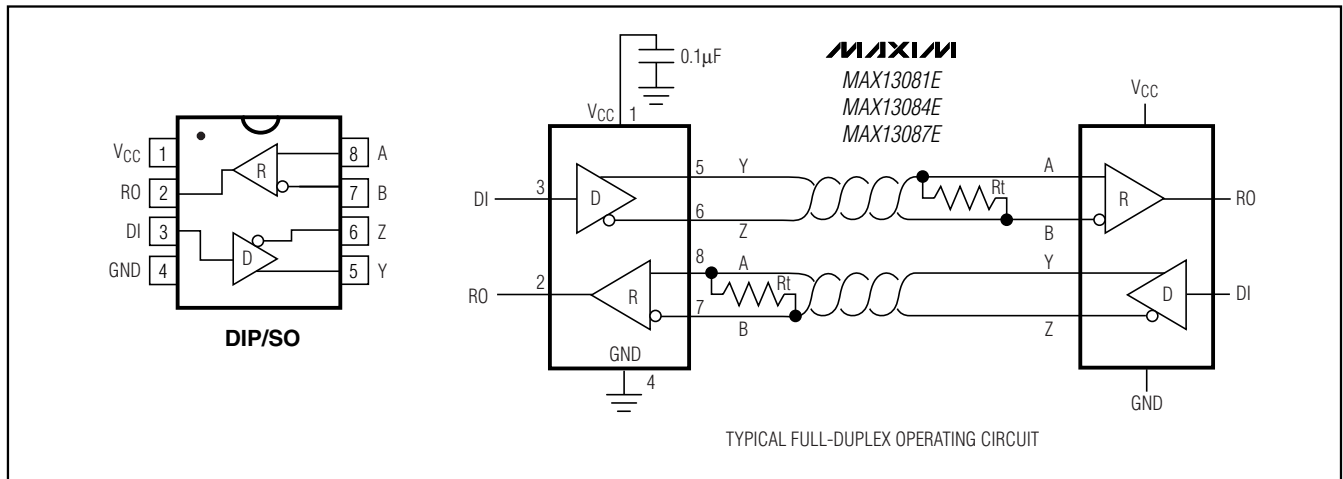 VCC 1
RO 2
DI 3
GND 4
8 A
7 B
6 Z
5 Y
R
D
DIP/SO
0.1μF
VCC 1
MAXIM
MAX13081E
MAX13084E
MAX13087E
VCC
DI 3 D 5 Y
6 Z
Rt
A
B
R RO
RO 2 R 8 A
7 B
Rt
Y
Z
D DI
GND
4
GND
TYPICAL FULL-DUPLEX OPERATING CIRCUIT